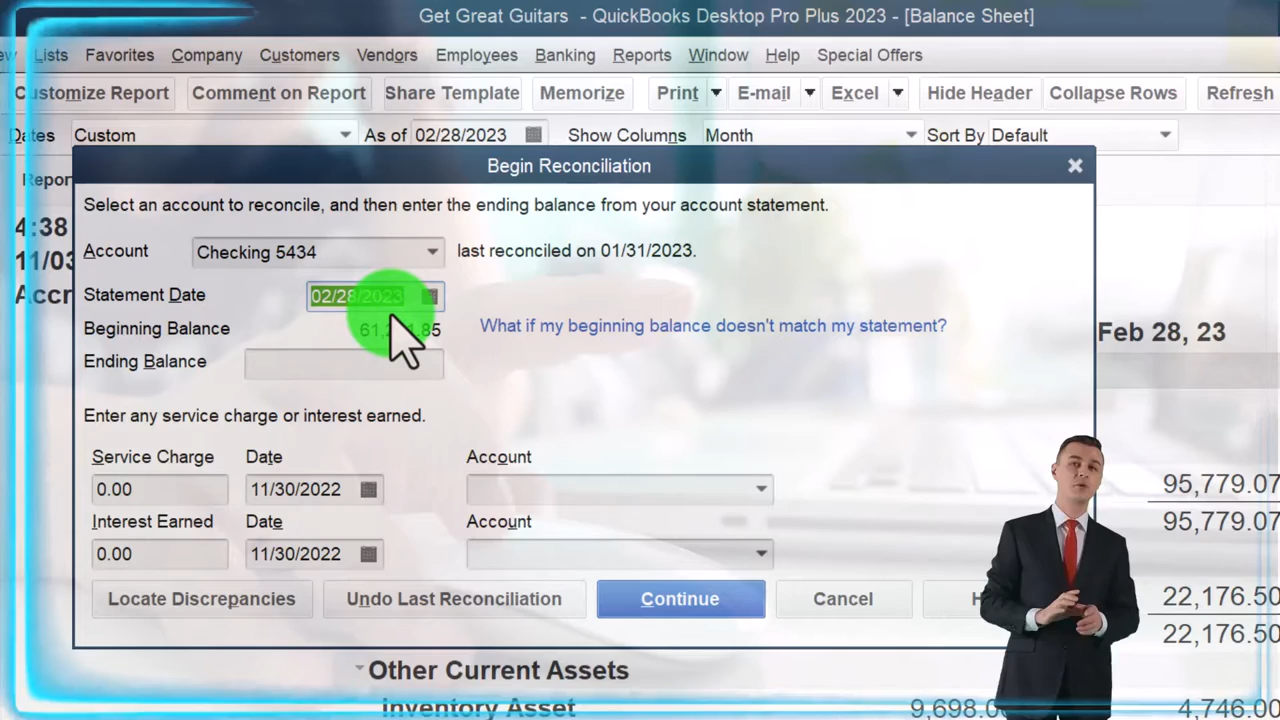 Get Great Guitars - QuickBooks Desktop Pro Plus 2023 - [Balance Sheet]
Lists Favorites Company Customers Vendors Employees Banking Reports Window Help Special Offers
Customize Report Comment on Report Share Template Memorize Print E-mail Excel Hide Header Collapse Rows Refresh
Dates Custom As of 02/28/2023 Show Columns Month Sort By Default
Begin Reconciliation
4:38
11/03
Accr
Select an account to reconcile, and then enter the ending balance from your account statement.
Account Checking 5434 last reconciled on 01/31/2023.
Statement Date 02/28/2023
Beginning Balance What if my beginning balance doesn't match my statement?
Ending Balance
Feb 28, 23
Enter any service charge or interest earned.
Service Charge Date Account
0.00 11/30/2022
Interest Earned Date Account
0.00 11/30/2022
Locate Discrepancies Undo Last Reconciliation Continue Cancel
95,779.07
95,779.07
22,176.50
22,176.50
Other Current Assets
Inventory Asset 4,746.00